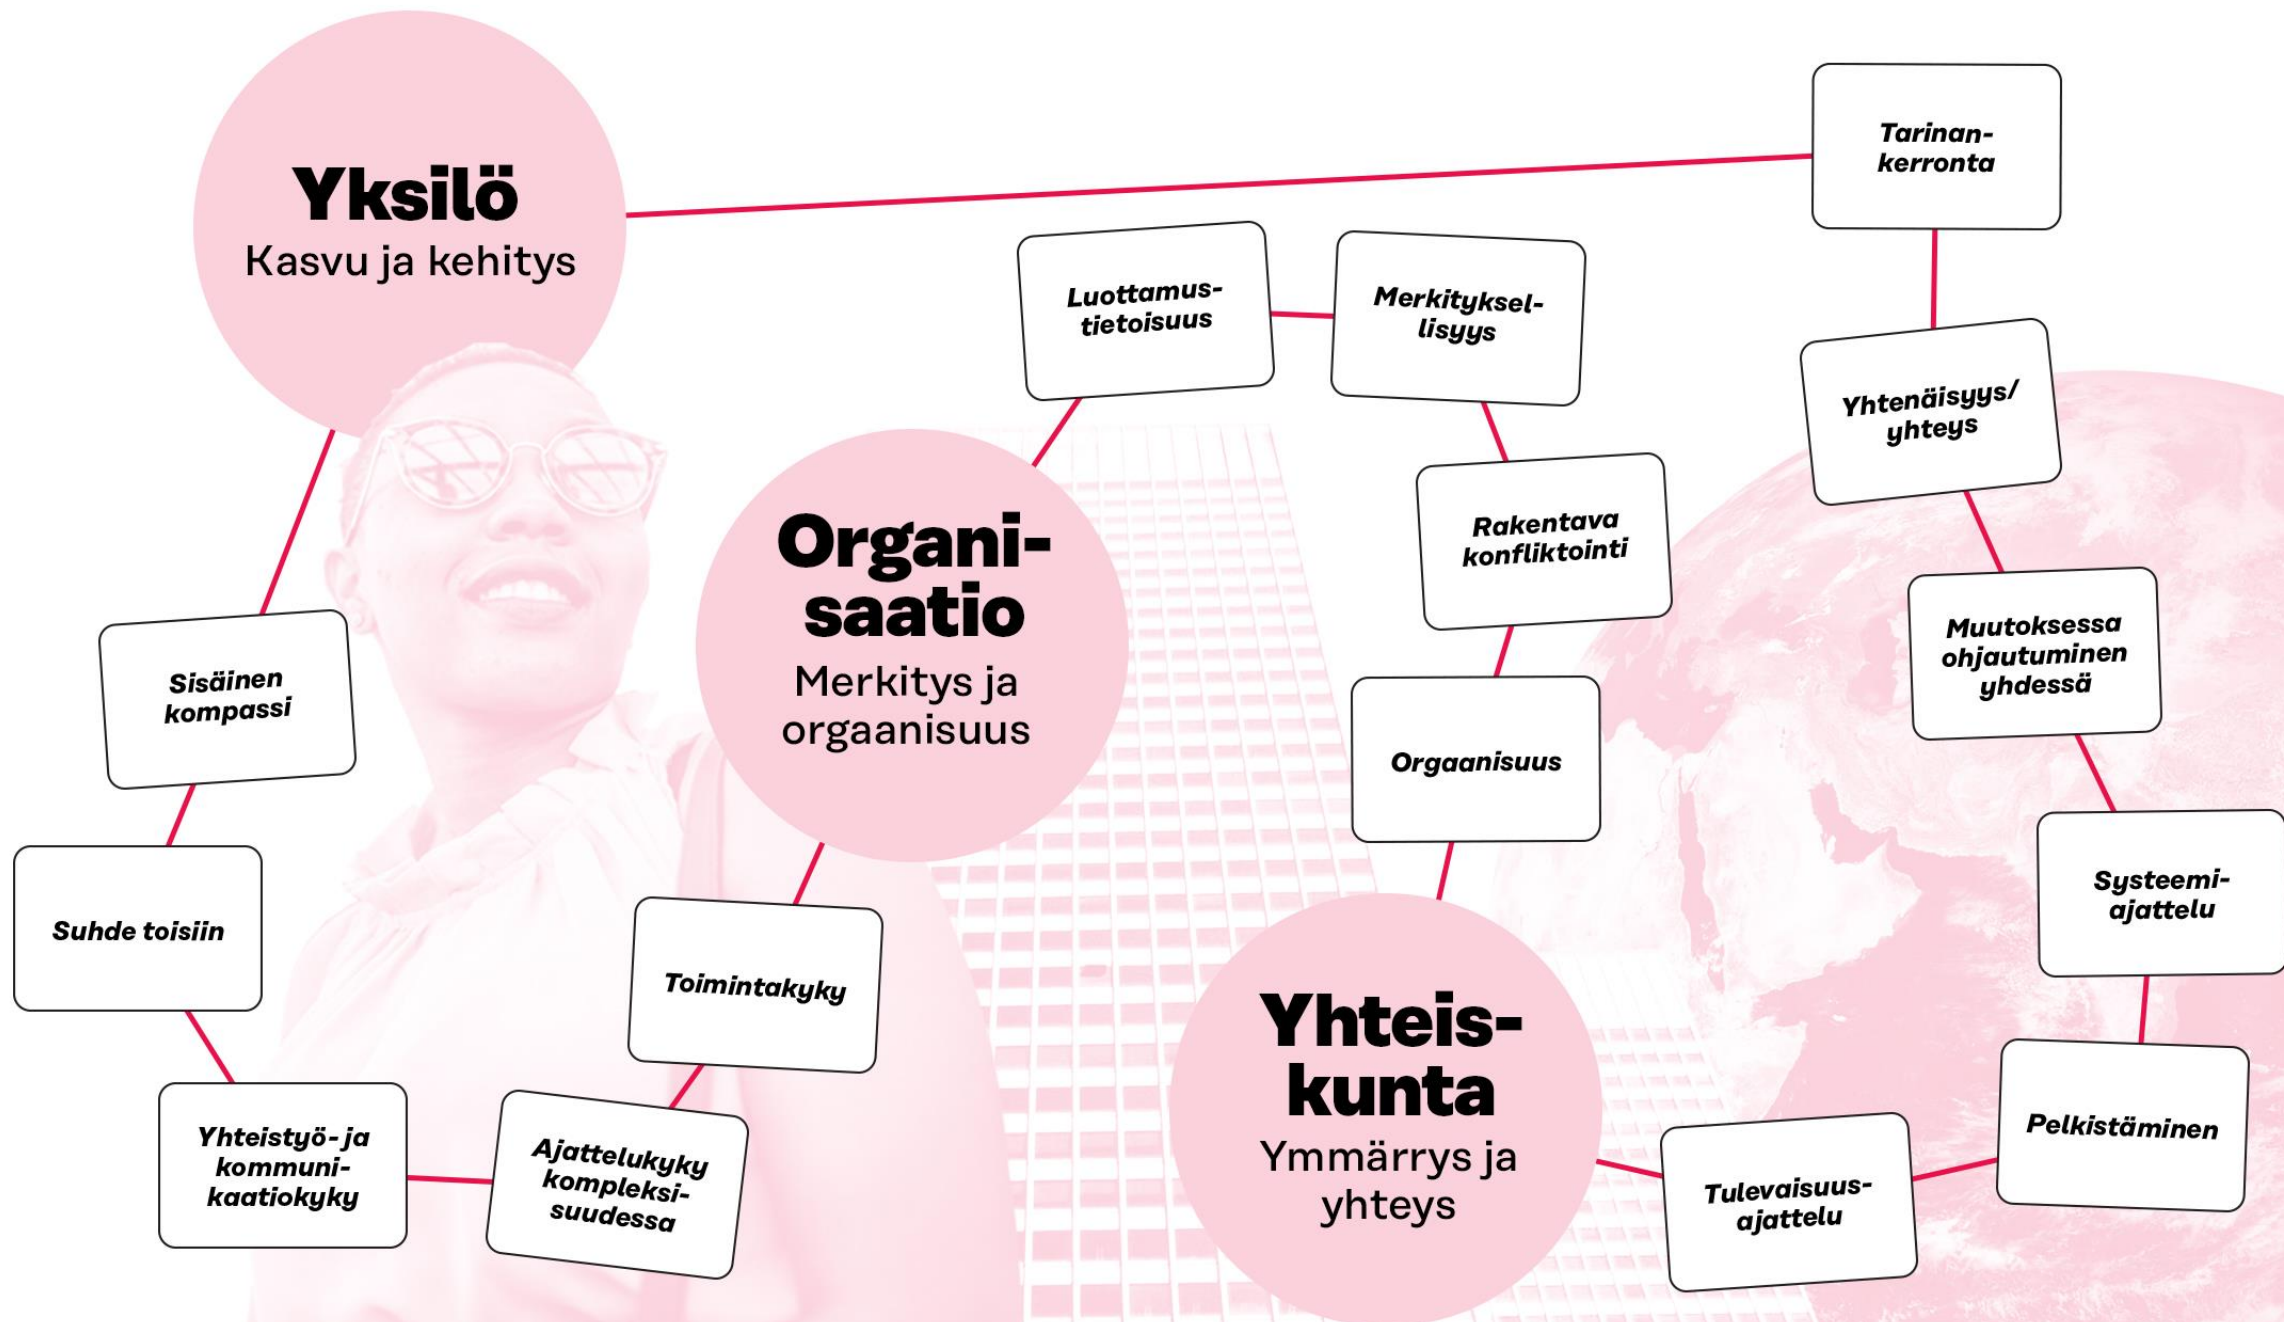 Yksilö
Kasvu ja kehitys
Sisäinen
kompassi
Suhde toisiin
Yhteistyö- ja
kommuni-
kaatiokyky
Ajattelukyky
kompleksi-
suudessa
Toimintakyky
Organi-
saatio
Merkitys ja
orgaanisuus
Luottamus-
tietoisuus
Merkityksel-
lisyys
Rakentava
konfliktointi
Orgaanisuus
Yhteis-
kunta
Ymmärrys ja
yhteys
Tulevaisuus-
ajattelu
Pelkistäminen
Systeemi-
ajattelu
Muutoksessa
ohjautuminen
yhdessä
Yhtenäisyys/
yhteys
Tarinan-
kerronta